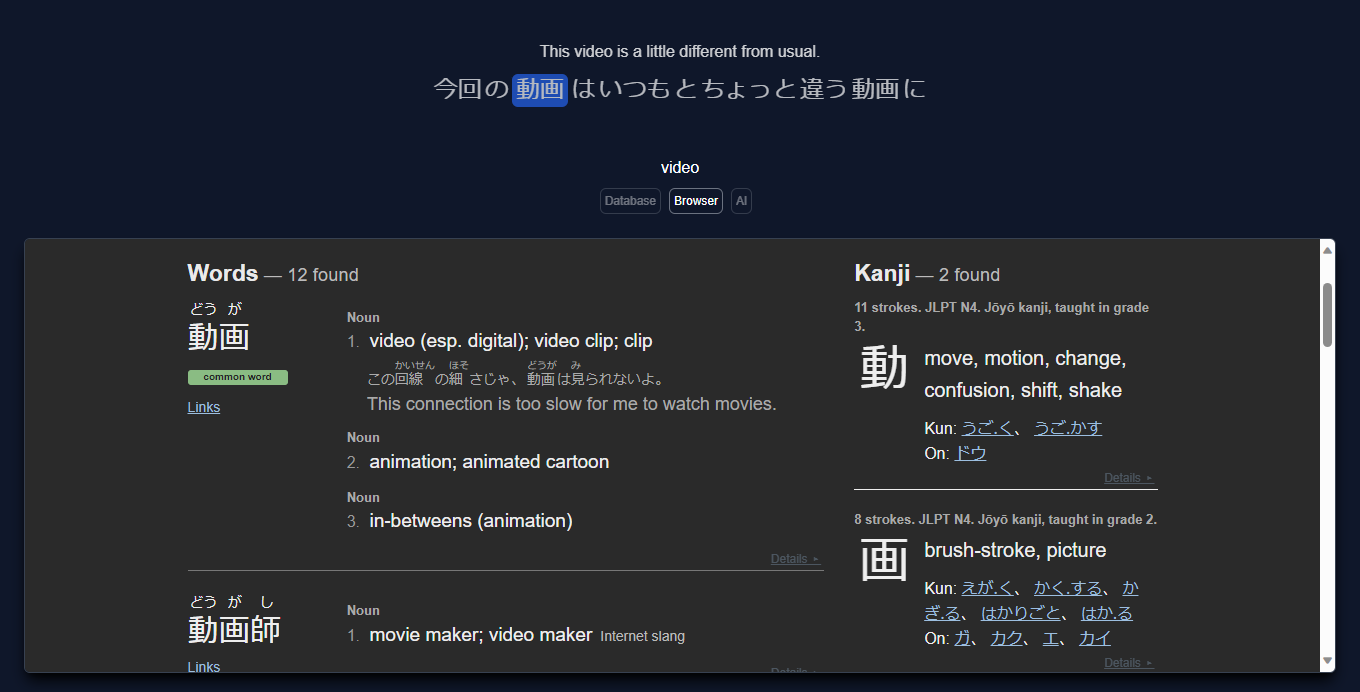 This video is a little different from usual.
今回の動画はいつもとちょっと違う動画に
video
Database Browser AI
Words — 12 found
どう が
動画
common word
Links
Noun
1. video (esp. digital); video clip; clip
かいせん ほそ どうが み
この回線の細さじゃ、動画は見られないよ。
This connection is too slow for me to watch movies.
Noun
2. animation; animated cartoon
Noun
3. in-betweens (animation)
Details ▸
どう が し
動画師
Links
Noun
1. movie maker; video maker Internet slang
Details ▸
Kanji — 2 found
11 strokes. JLPT N4. Jōyō kanji, taught in grade
3.
動
move, motion, change,
confusion, shift, shake
Kun: うご.く、 うご.かす
On: ドウ
Details ▸
8 strokes. JLPT N4. Jōyō kanji, taught in grade 2.
画
brush-stroke, picture
Kun: えが.く、 かく.する、 か
ぎ.る、 はかりごと、 はか.る
On: ガ、 カク、 エ、 カイ
Details ▸